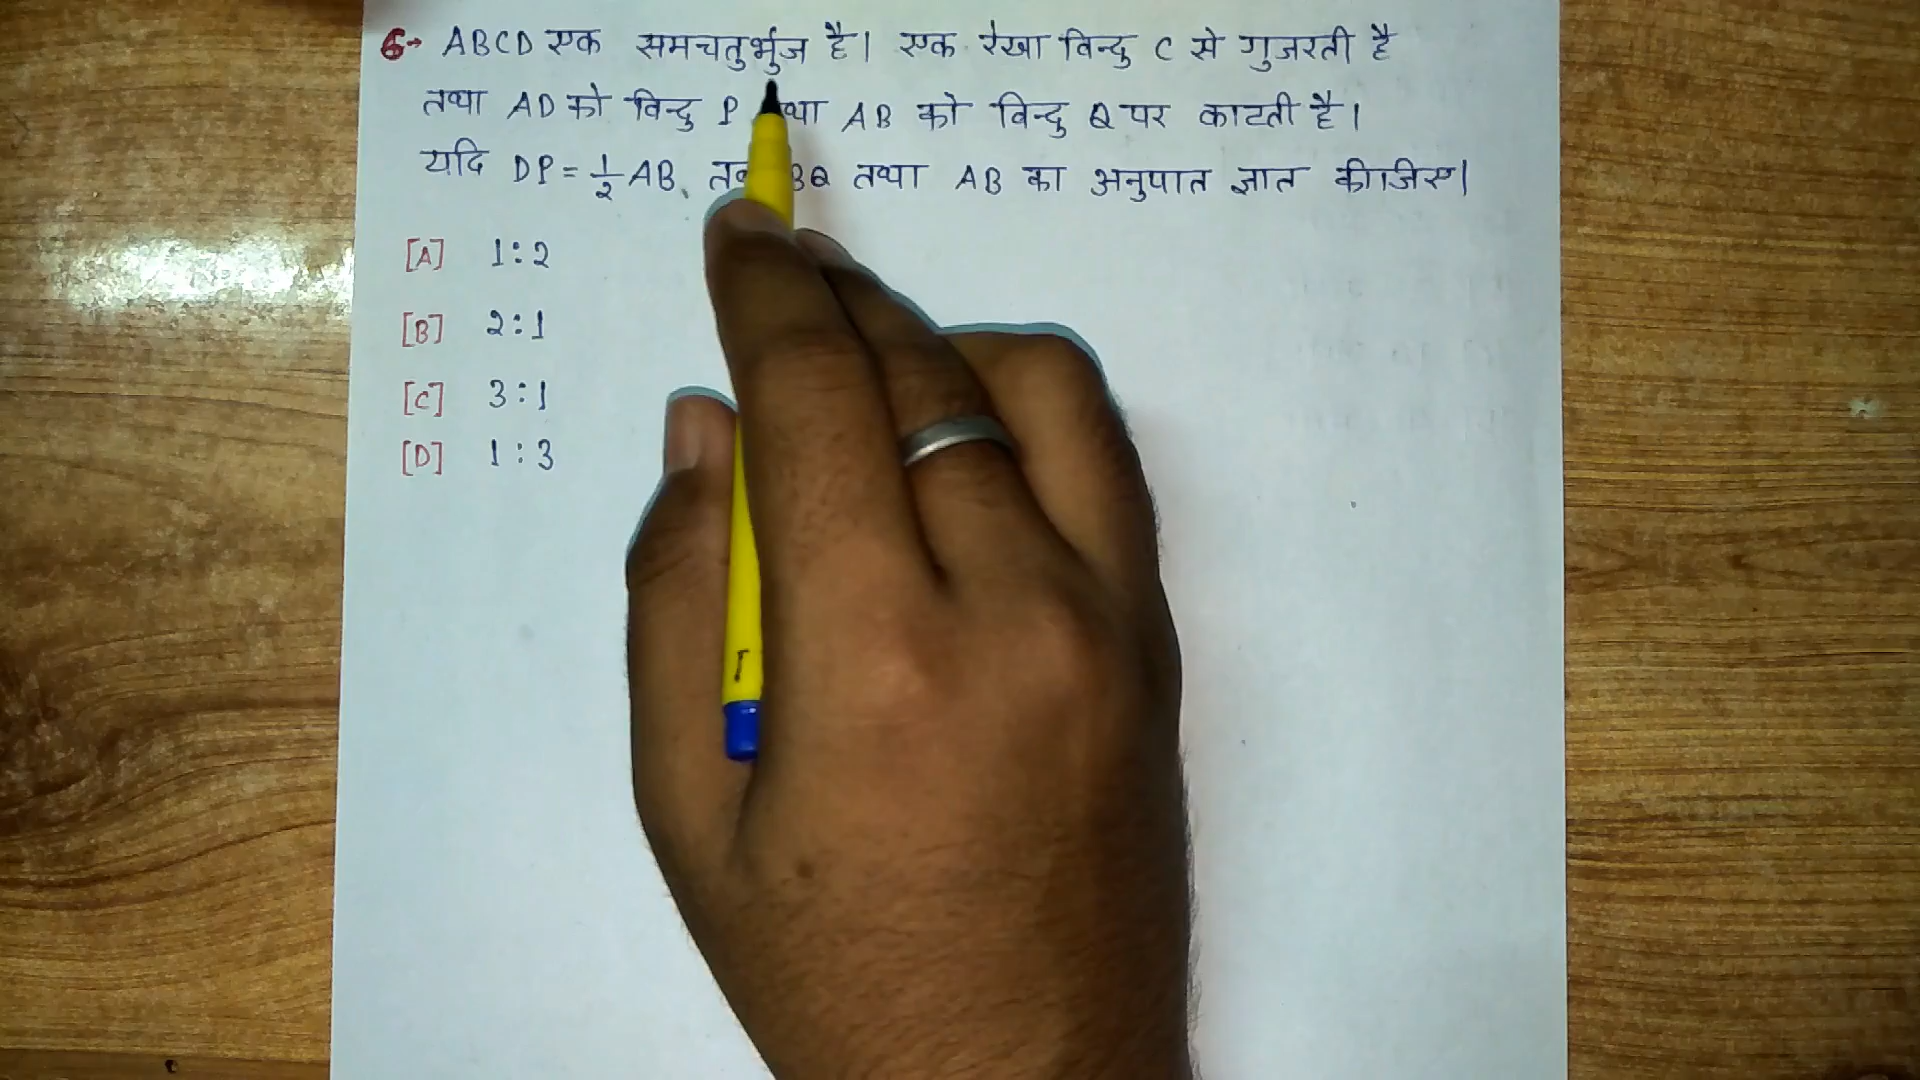 6→ ABCD एक समचतुर्भुज है। एक रेखा विन्दु C से गुजरती है
तथा AD को विन्दु P तथा AB को विन्दु Q पर काटती है।
यदि DP = 1/2 AB, BQ तथा AB का अनुपात ज्ञात कीजिए।
[A] 1:2
[B] 2:1
[C] 3:1
[D] 1:3